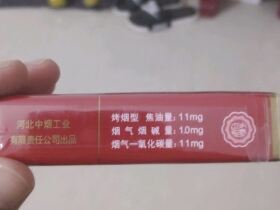 河北中烟工业
有限责任公司出品
烤烟型 焦油量：11mg
烟气烟碱量：1.0mg
烟气一氧化碳量：11mg